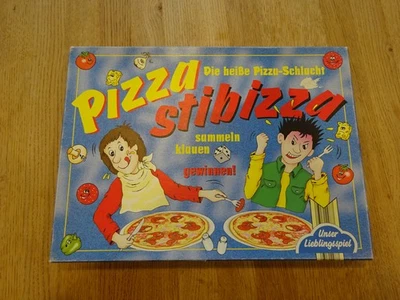 Pizza
Die heiße Pizza-Schlacht
stibizza
sammeln
klauen
gewinnen!
Unser
Lieblingsspiel